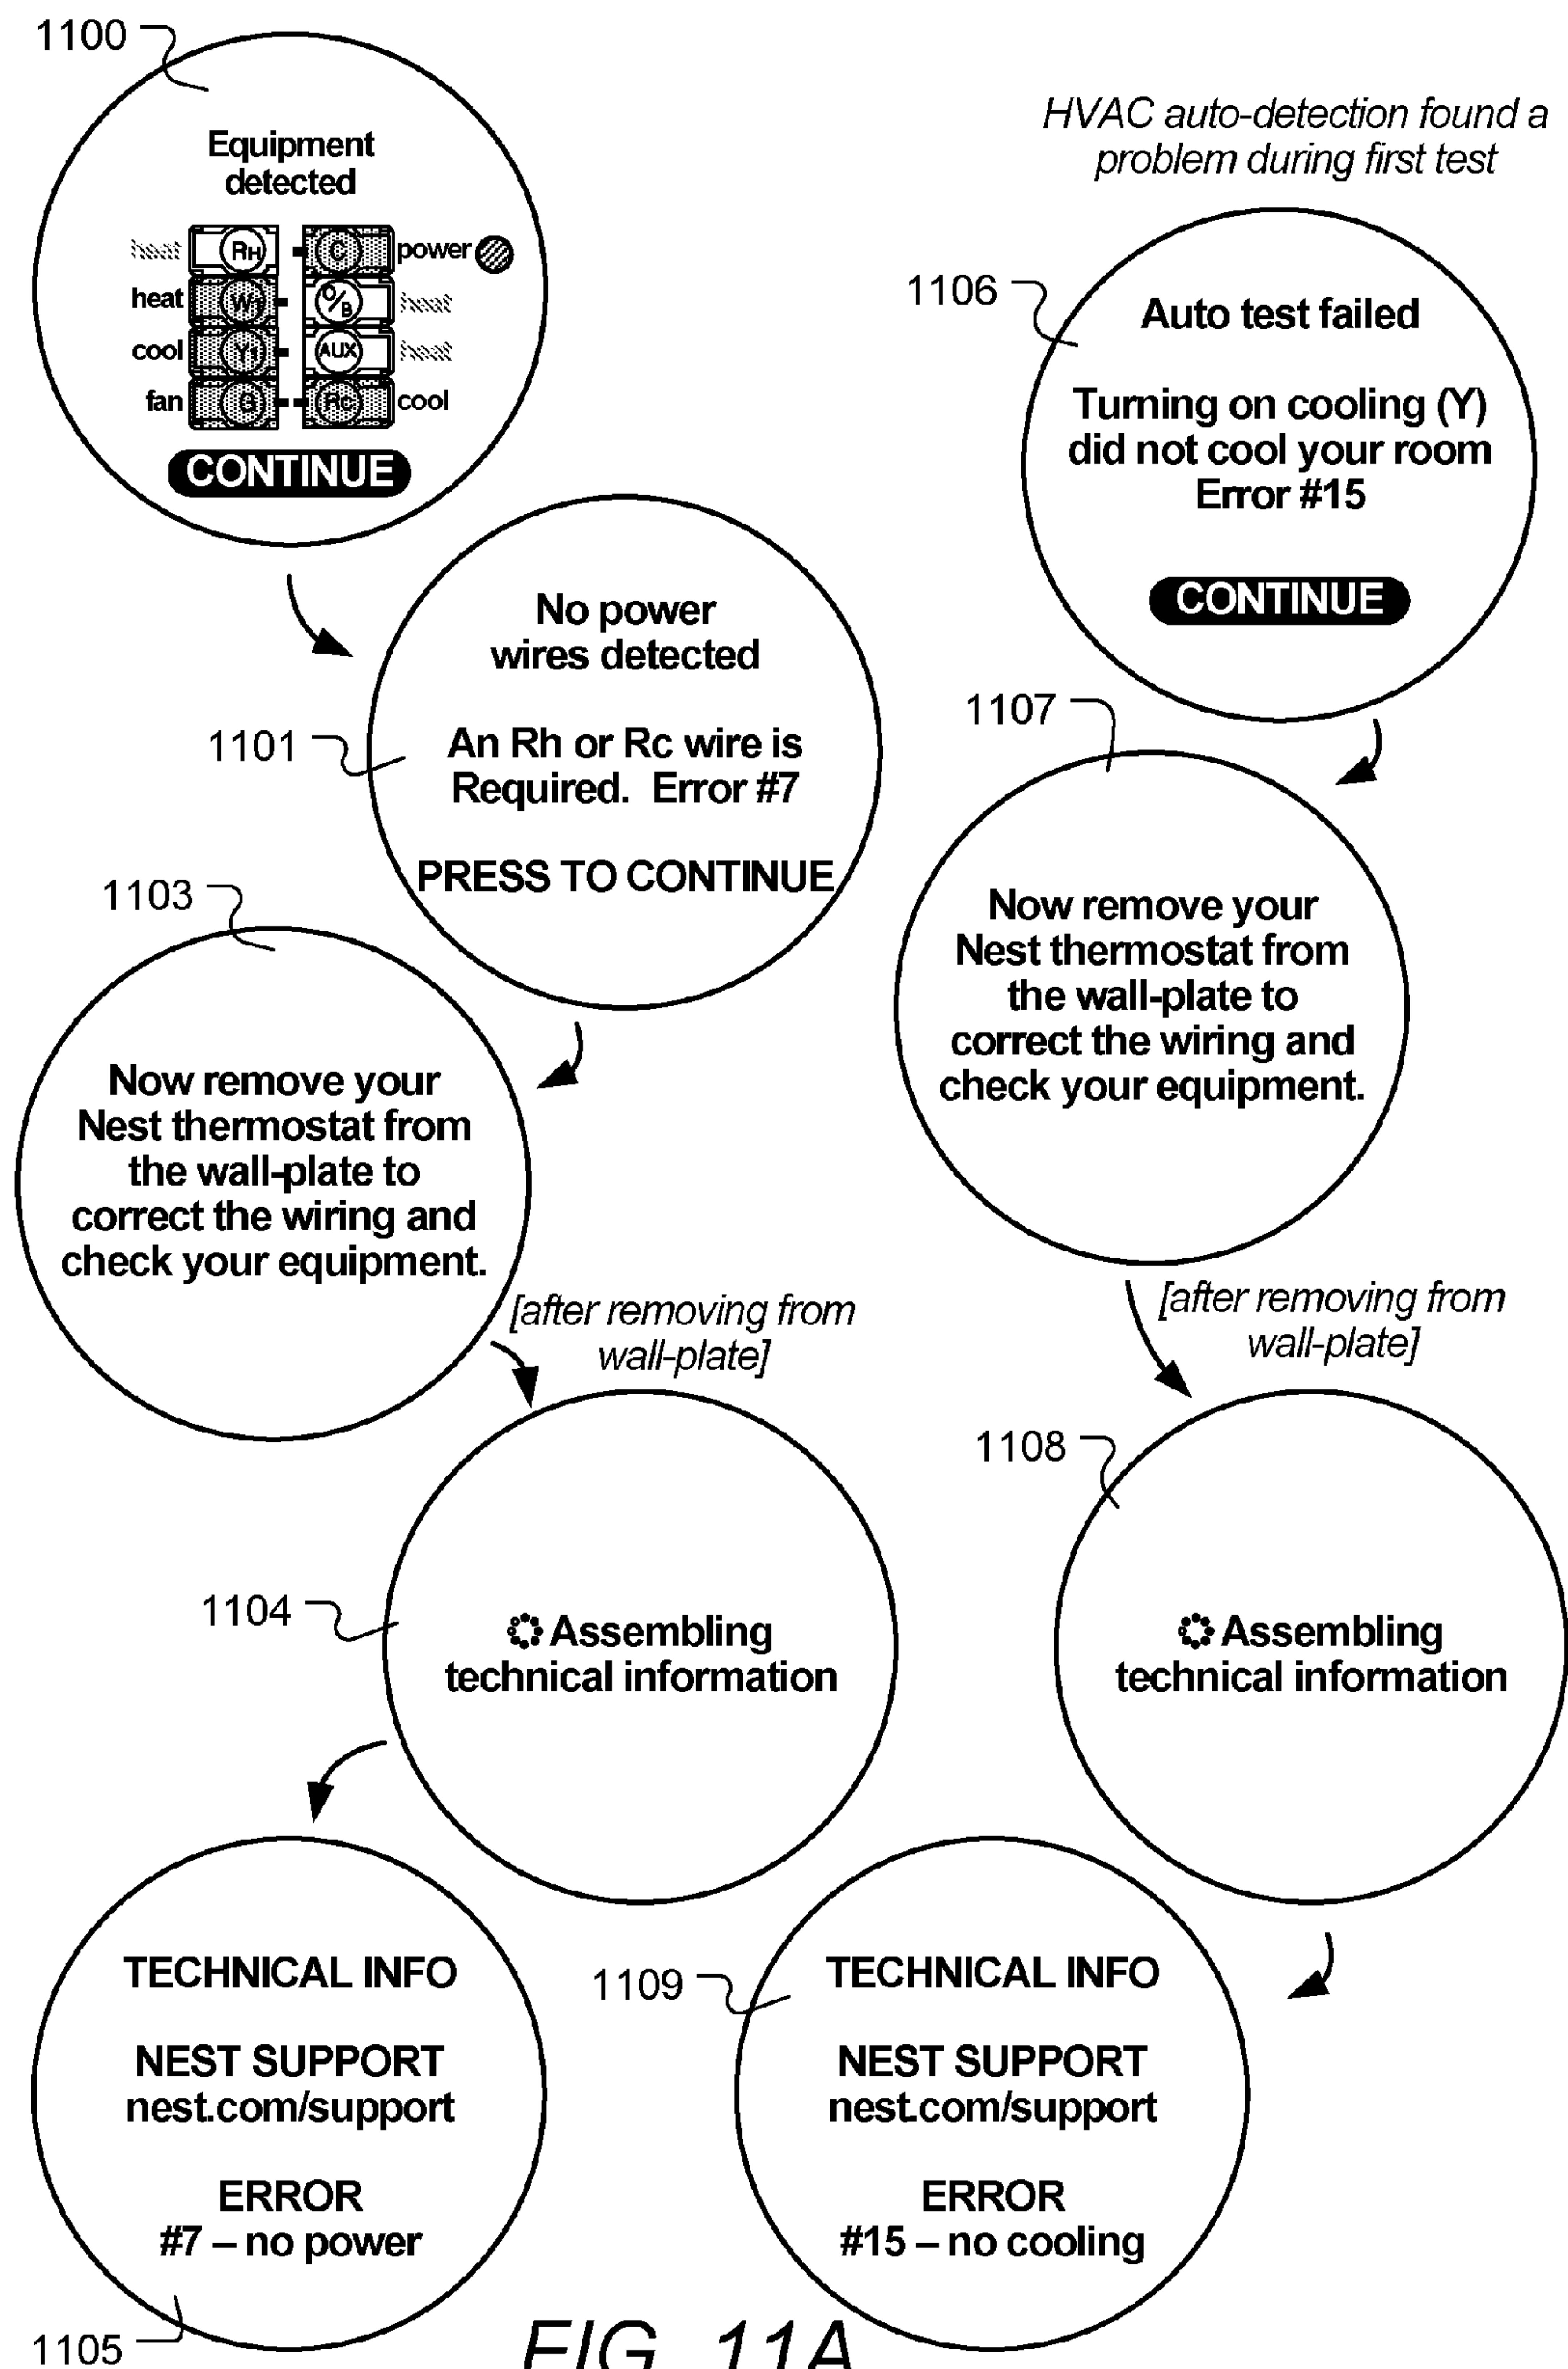 1100
Equipment
detected
heat RH C power
heat W1 O/B heat
cool Y1 AUX heat
fan G Rc cool
CONTINUE
1101
No power
wires detected
An Rh or Rc wire is
Required.  Error #7
PRESS TO CONTINUE
1103
Now remove your
Nest thermostat from
the wall-plate to
correct the wiring and
check your equipment.
[after removing from
wall-plate]
1104
Assembling
technical information
TECHNICAL INFO
NEST SUPPORT
nest.com/support
ERROR
#7 – no power
1105
HVAC auto-detection found a
problem during first test
1106
Auto test failed
Turning on cooling (Y)
did not cool your room
Error #15
CONTINUE
1107
Now remove your
Nest thermostat from
the wall-plate to
correct the wiring and
check your equipment.
[after removing from
wall-plate]
1108
Assembling
technical information
1109
TECHNICAL INFO
NEST SUPPORT
nest.com/support
ERROR
#15 – no cooling
FIG. 11A